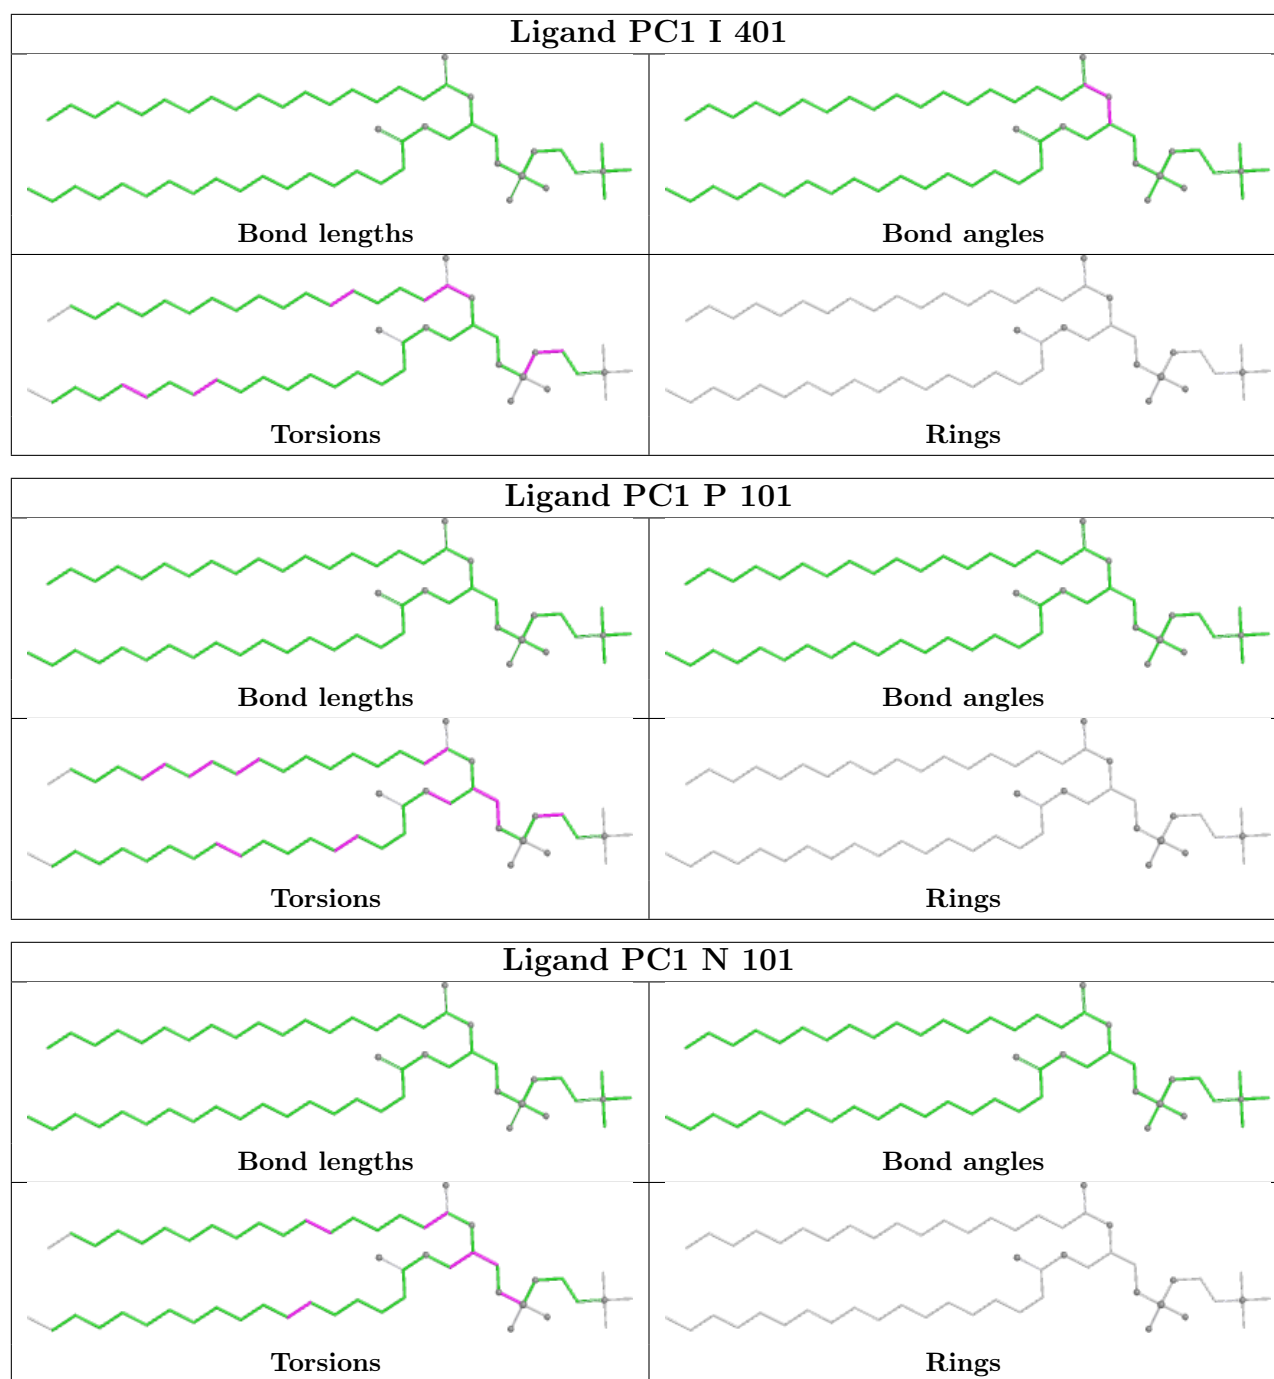 Ligand PC1 I 401
Bond lengths
Bond angles
Torsions
Rings
Ligand PC1 P 101
Bond lengths
Bond angles
Torsions
Rings
Ligand PC1 N 101
Bond lengths
Bond angles
Torsions
Rings